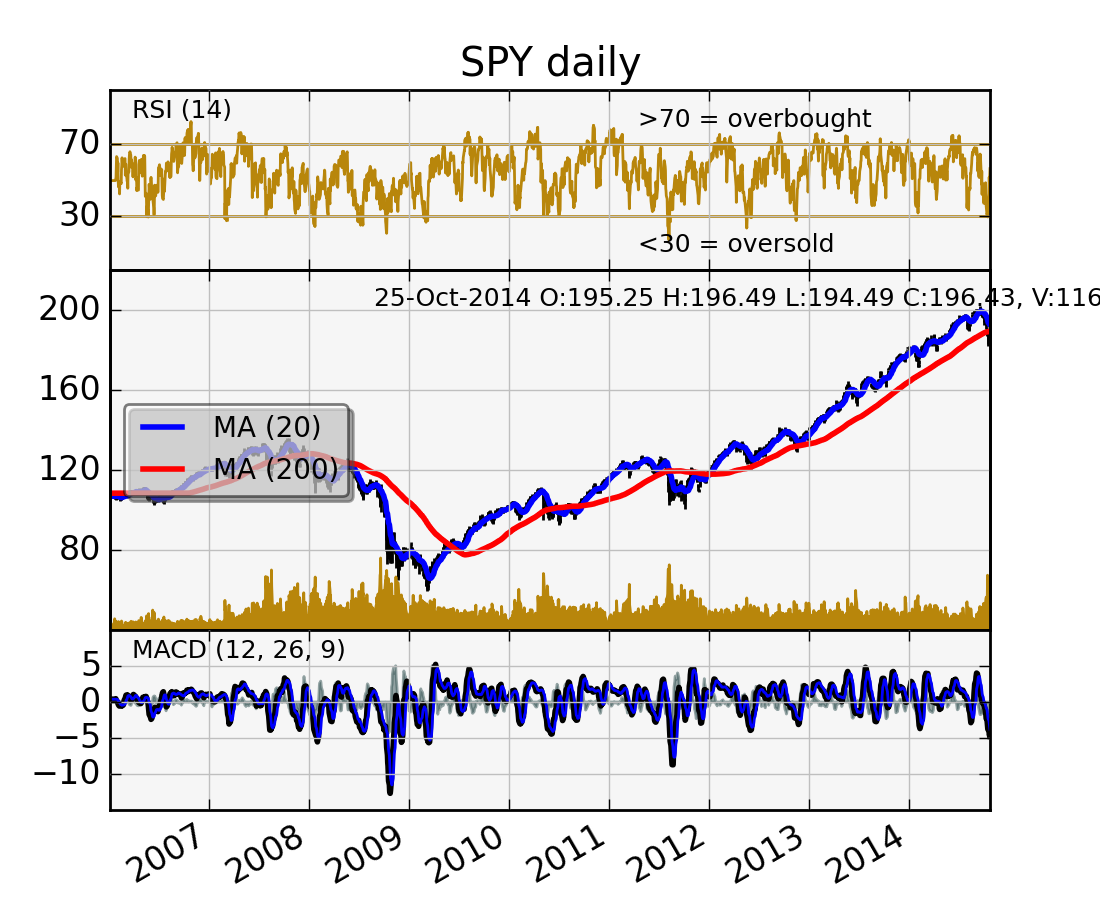 SPY daily
RSI (14)
>70 = overbought
70
30
<30 = oversold
25-Oct-2014 O:195.25 H:196.49 L:194.49 C:196.43, V:116
200
160
120
80
MA (20)
MA (200)
MACD (12, 26, 9)
5
0
−5
−10
2007 2008 2009 2010 2011 2012 2013 2014